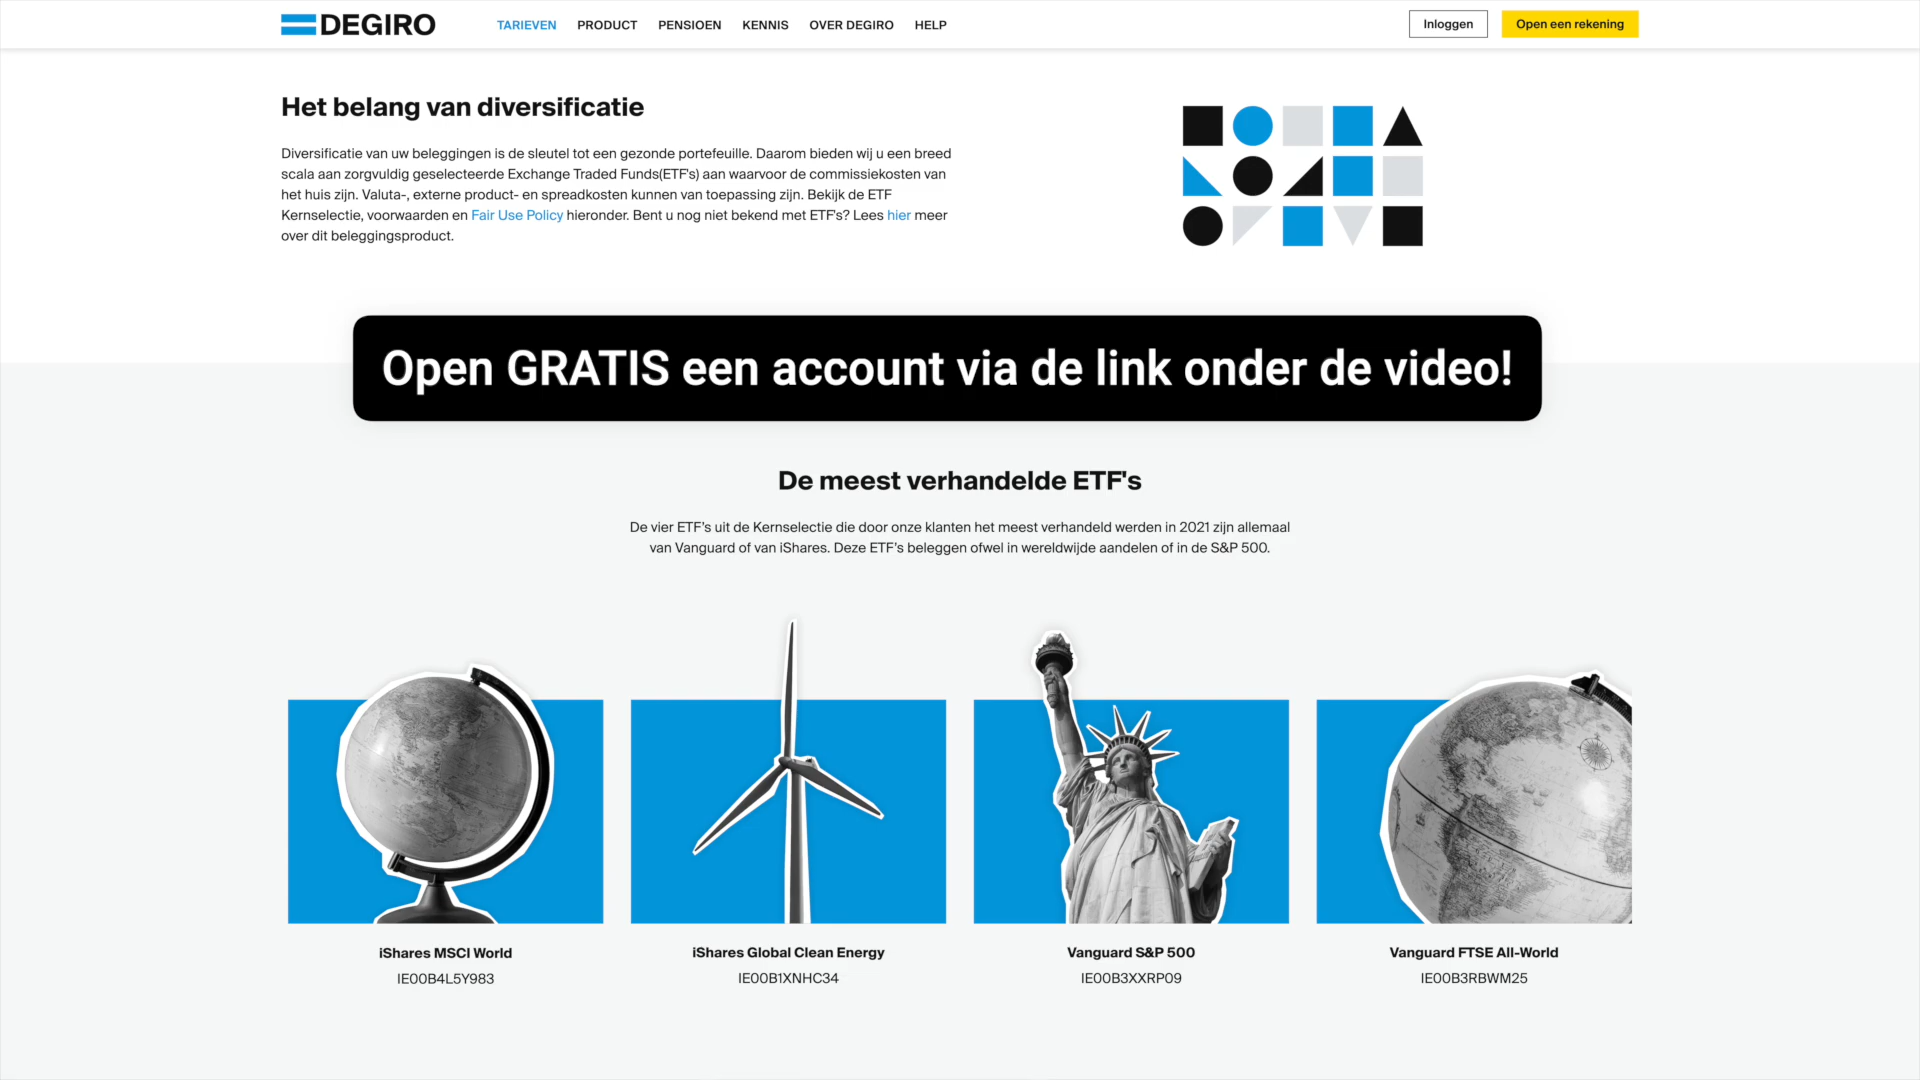 DEGIRO
TARIEVEN PRODUCT PENSIOEN KENNIS OVER DEGIRO HELP
Inloggen
Open een rekening
Het belang van diversificatie
Diversificatie van uw beleggingen is de sleutel tot een gezonde portefeuille. Daarom bieden wij u een breed
scala aan zorgvuldig geselecteerde Exchange Traded Funds(ETF's) aan waarvoor de commissiekosten van
het huis zijn. Valuta-, externe product- en spreadkosten kunnen van toepassing zijn. Bekijk de ETF
Kernselectie, voorwaarden en Fair Use Policy hieronder. Bent u nog niet bekend met ETF's? Lees hier meer
over dit beleggingsproduct.
Open GRATIS een account via de link onder de video!
De meest verhandelde ETF's
De vier ETF's uit de Kernselectie die door onze klanten het meest verhandeld werden in 2021 zijn allemaal
van Vanguard of van iShares. Deze ETF's beleggen ofwel in wereldwijde aandelen of in de S&P 500.
iShares MSCI World
IE00B4L5Y983
iShares Global Clean Energy
IE00B1XNHC34
Vanguard S&P 500
IE00B3XXRP09
Vanguard FTSE All-World
IE00B3RBWM25